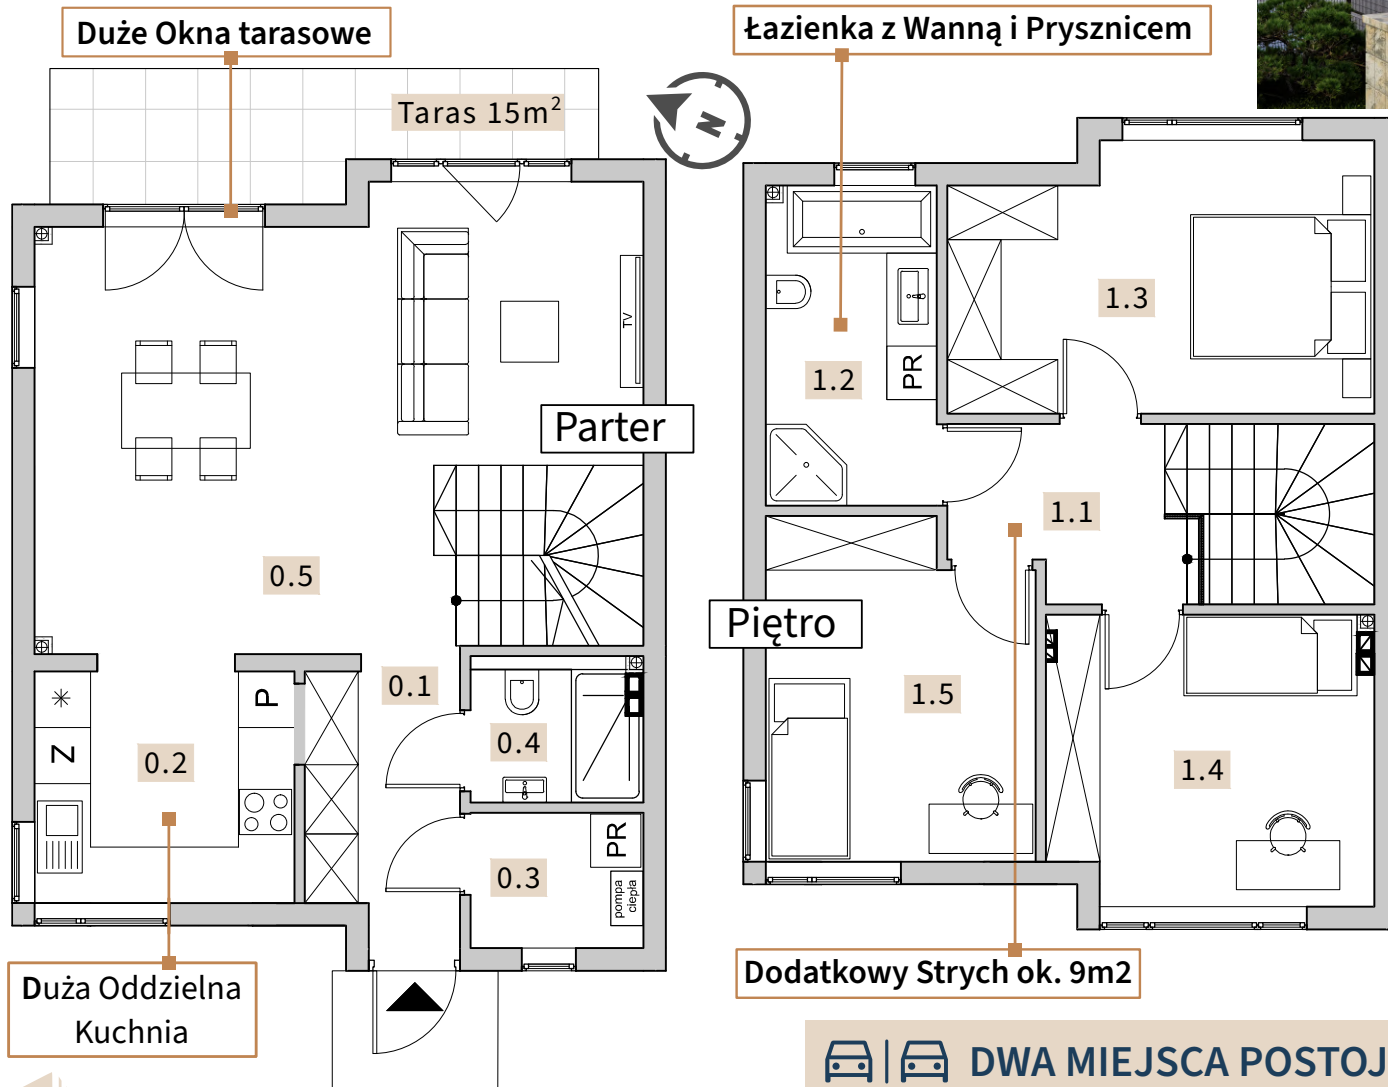 Duże Okna tarasowe
Łazienka z Wanną i Prysznicem
Taras 15m²
N
1.3
TV
1.2
PR
Parter
1.1
0.5
Piętro
0.1
P
1.5
Z
0.2
0.4
1.4
PR
0.3
pompa
ciepła
Duża Oddzielna
Kuchnia
Dodatkowy Strych ok. 9m2
DWA MIEJSCA POSTOJ